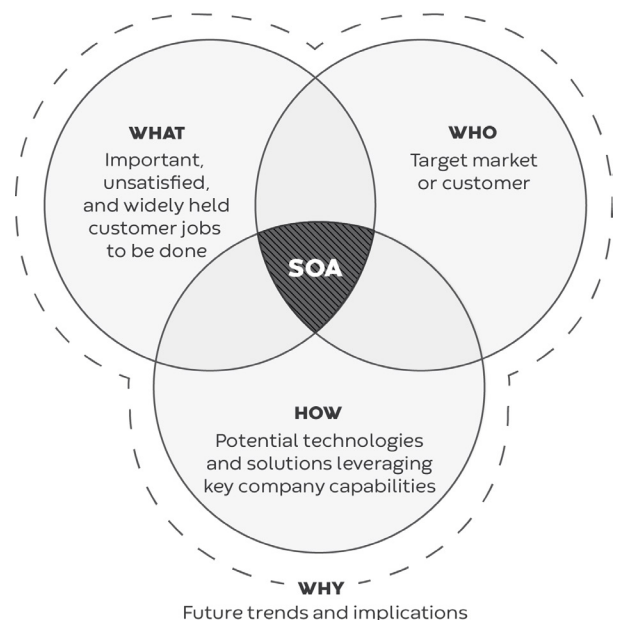 WHAT
Important,
unsatisfied,
and widely held
customer jobs
to be done
WHO
Target market
or customer
SOA
HOW
Potential technologies
and solutions leveraging
key company capabilities
WHY
Future trends and implications